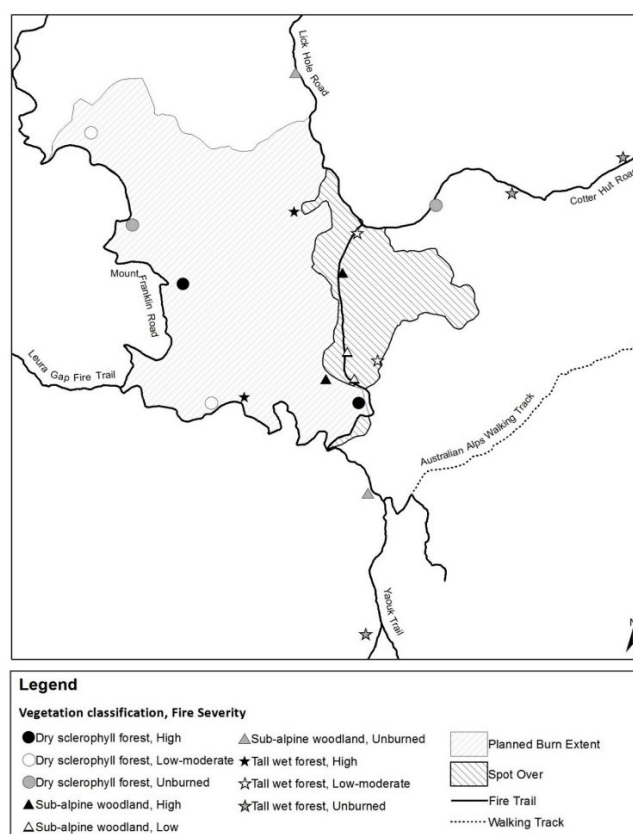 Lick Hole Road
Cotter Hut Road
Mount
Franklin Road
Leura Gap Fire Trail
Australian Alps Walking Track
Yaouk Trail
N
Legend
Vegetation classification, Fire Severity
Dry sclerophyll forest, High
Dry sclerophyll forest, Low-moderate
Dry sclerophyll forest, Unburned
Sub-alpine woodland, High
Sub-alpine woodland, Low
Sub-alpine woodland, Unburned
Tall wet forest, High
Tall wet forest, Low-moderate
Tall wet forest, Unburned
Planned Burn Extent
Spot Over
Fire Trail
Walking Track